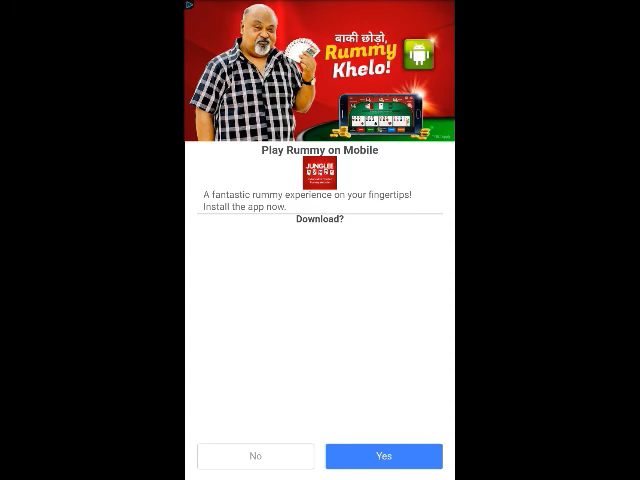 बाकी छोड़ो,
Rummy
Khelo!
Play Rummy on Mobile
JUNGLEE
A fantastic rummy experience on your fingertips!
Install the app now.
Download?
No
Yes